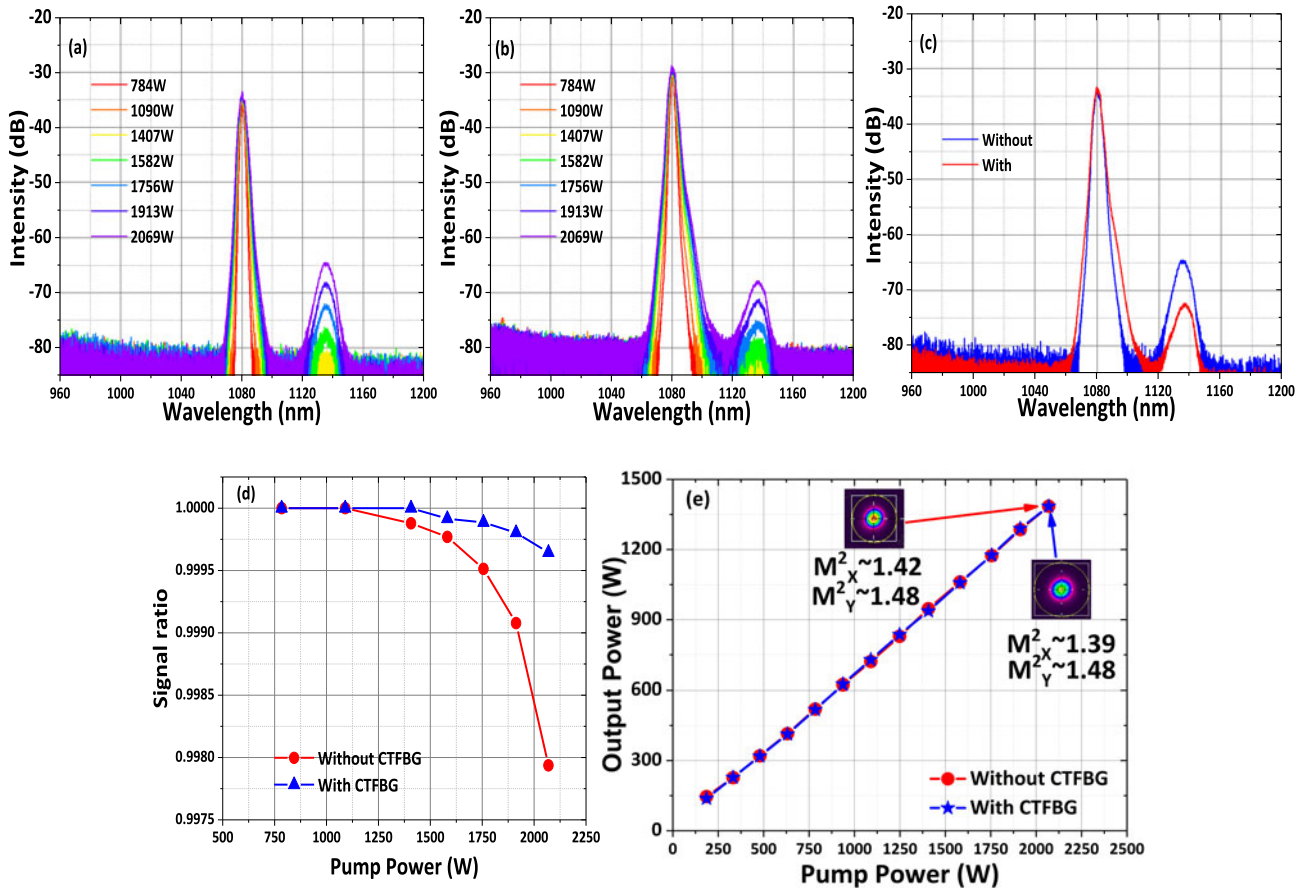 (a)
-20
-30
-40
-50
-60
-70
-80
Intensity (dB)
784W
1090W
1407W
1582W
1756W
1913W
2069W
960 1000 1040 1080 1120 1160 1200
Wavelength (nm)
(b)
-20
-30
-40
-50
-60
-70
-80
Intensity (dB)
784W
1090W
1407W
1582W
1756W
1913W
2069W
960 1000 1040 1080 1120 1160 1200
Wavelength (nm)
(c)
-20
-30
-40
-50
-60
-70
-80
Intensity (dB)
Without
With
960 1000 1040 1080 1120 1160 1200
Wavelength (nm)
(d)
1.0000
0.9995
0.9990
0.9985
0.9980
0.9975
Signal ratio
Without CTFBG
With CTFBG
500 750 1000 1250 1500 1750 2000 2250
Pump Power (W)
(e)
1500
1200
900
600
300
0
Output Power (W)
M²X~1.42
M²Y~1.48
M²X~1.39
M²Y~1.48
Without CTFBG
With CTFBG
0 250 500 750 1000 1250 1500 1750 2000 2250 2500
Pump Power (W)